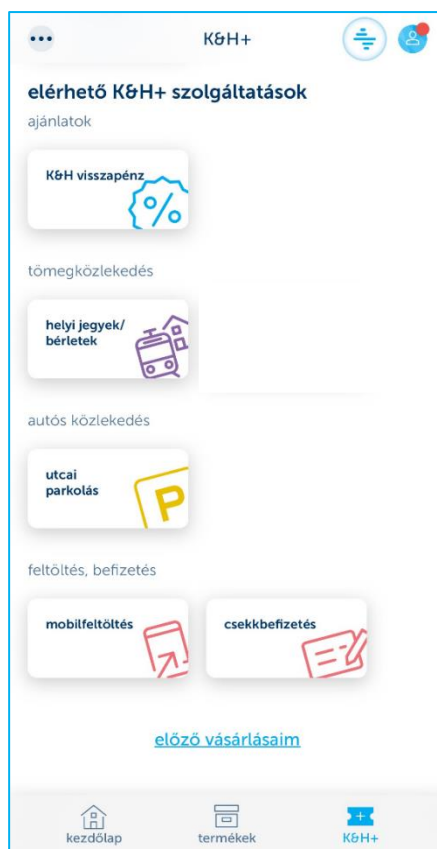 K&H+
elérhető K&H+ szolgáltatások
ajánlatok
K&H visszapénz
%
tömegközlekedés
helyi jegyek/
bérletek
autós közlekedés
utcai
parkolás
P
feltöltés, befizetés
mobilfeltöltés
csekkbefizetés
előző vásárlásaim
kezdőlap
termékek
K&H+